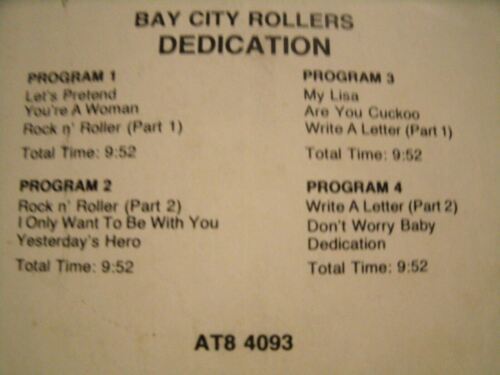 BAY CITY ROLLERS
DEDICATION
PROGRAM 1
Let's Pretend
You're A Woman
Rock n' Roller (Part 1)
Total Time: 9:52
PROGRAM 2
Rock n' Roller (Part 2)
I Only Want To Be With You
Yesterday's Hero
Total Time: 9:52
PROGRAM 3
My Lisa
Are You Cuckoo
Write A Letter (Part 1)
Total Time: 9:52
PROGRAM 4
Write A Letter (Part 2)
Don't Worry Baby
Dedication
Total Time: 9:52
AT8 4093